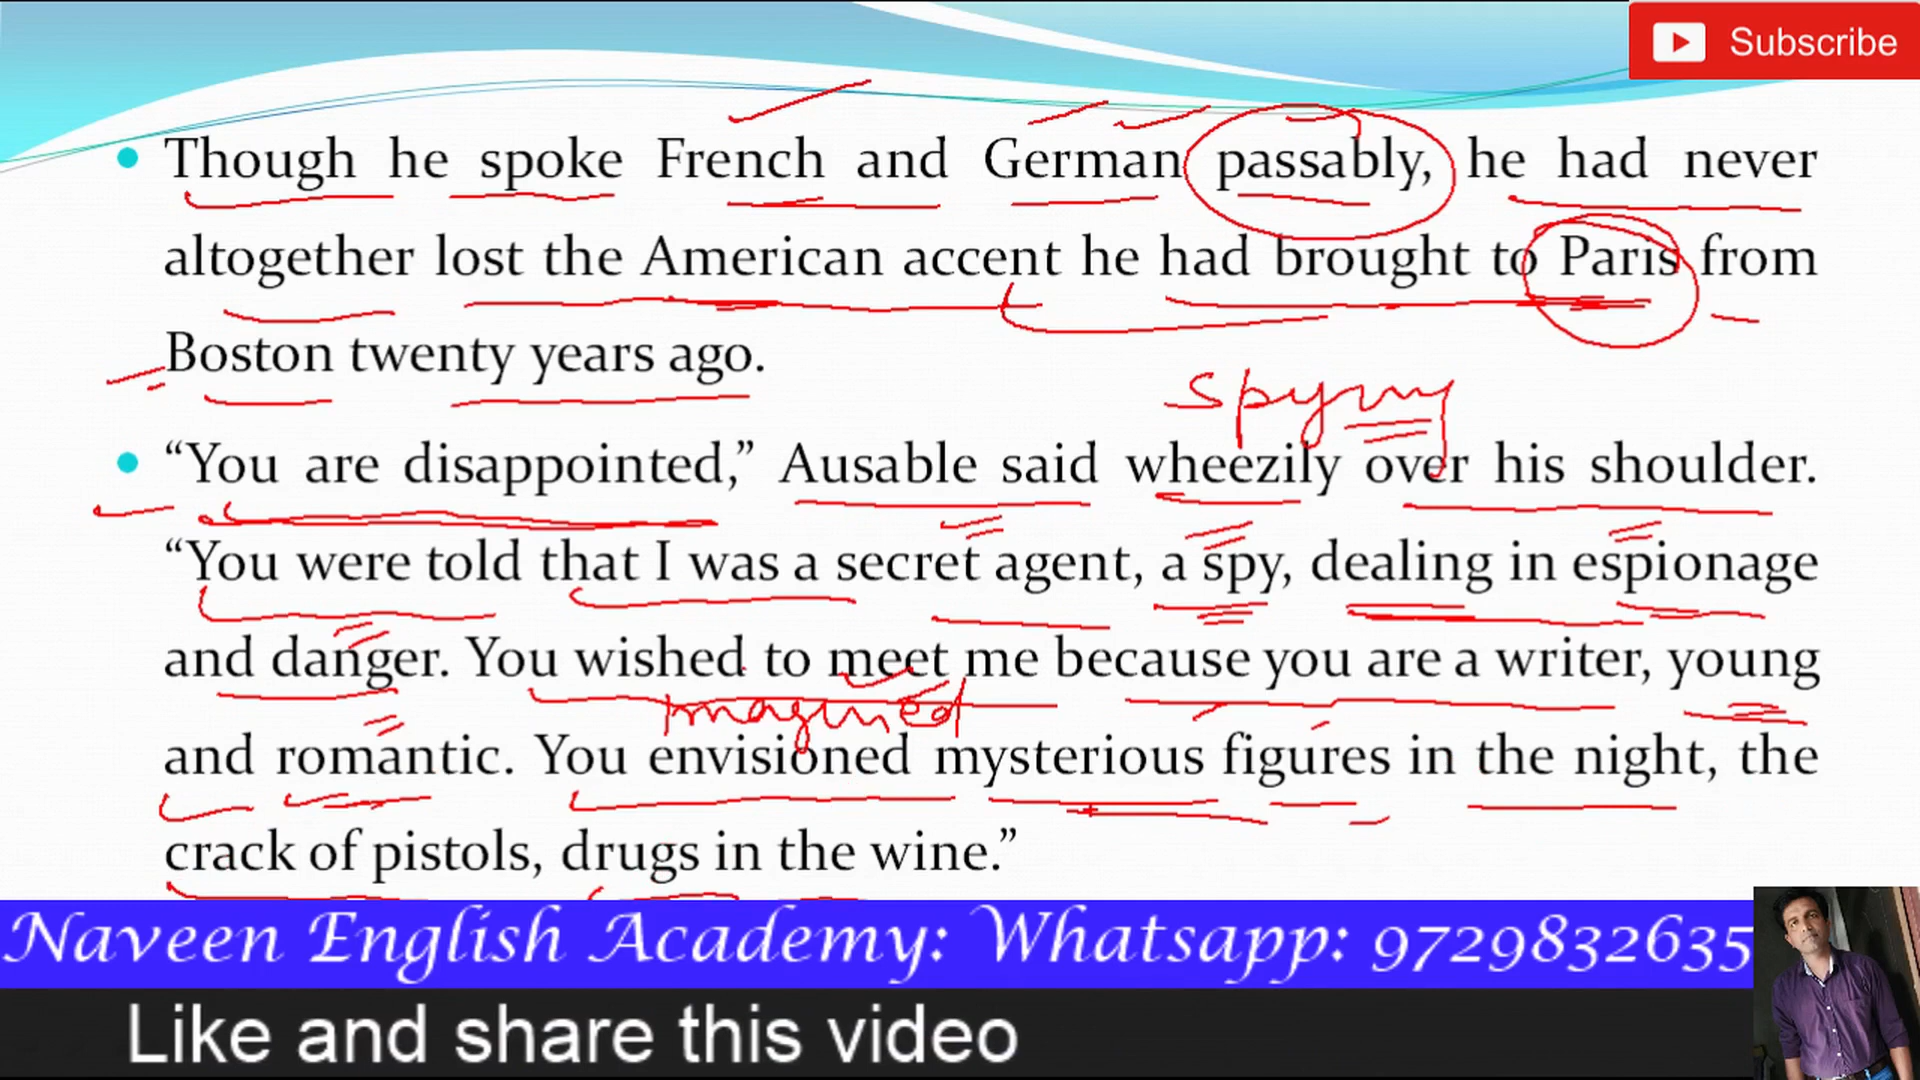 Subscribe
Though he spoke French and German passably, he had never
altogether lost the American accent he had brought to Paris from
Boston twenty years ago.
spying
“You are disappointed,” Ausable said wheezily over his shoulder.
“You were told that I was a secret agent, a spy, dealing in espionage
and danger. You wished to meet me because you are a writer, young
imagined
and romantic. You envisioned mysterious figures in the night, the
crack of pistols, drugs in the wine.”
Naveen English Academy: Whatsapp: 9729832635
Like and share this video